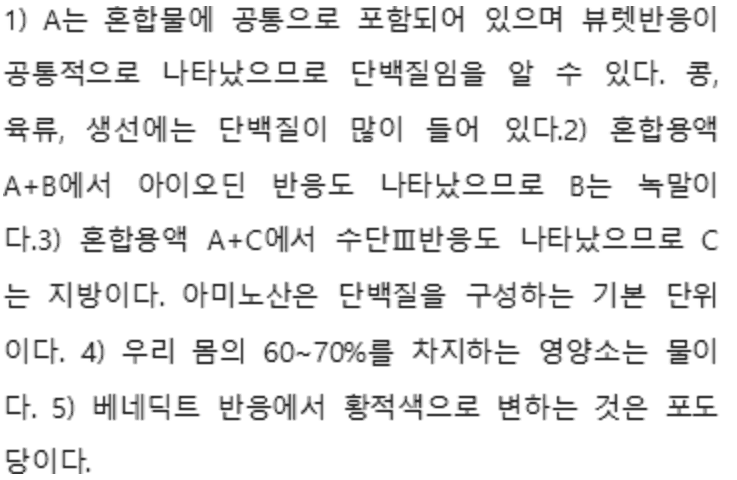 1) A는 혼합물에 공통으로 포함되어 있으며 뷰렛반응이
공통적으로 나타났으므로 단백질임을 알 수 있다. 콩,
육류, 생선에는 단백질이 많이 들어 있다.2) 혼합용액
A+B에서 아이오딘 반응도 나타났으므로 B는 녹말이
다.3) 혼합용액 A+C에서 수단Ⅲ반응도 나타났으므로 C
는 지방이다. 아미노산은 단백질을 구성하는 기본 단위
이다. 4) 우리 몸의 60~70%를 차지하는 영양소는 물이
다. 5) 베네딕트 반응에서 황적색으로 변하는 것은 포도
당이다.